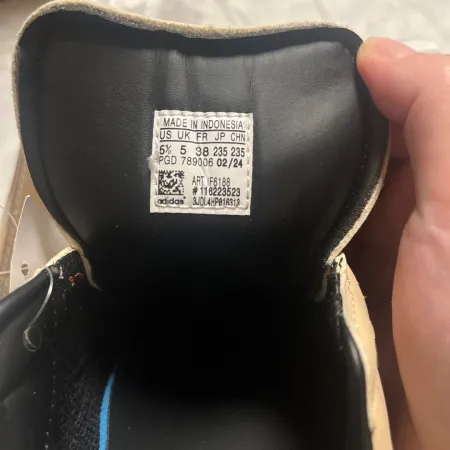 MADE IN INDONESIA
US UK FR JP CHN
5½ 5 38 235 235
PGD 789006 02/24
ART IF6188
# 116223523
adidas